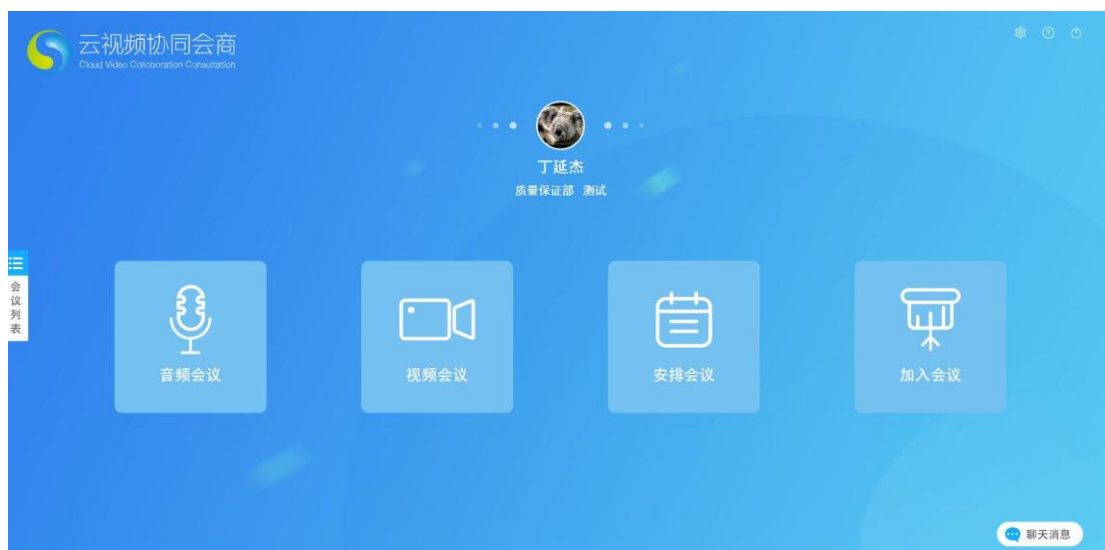 云视频协同会商
Cloud Video Colloboration Consultation
丁延杰
质量保证部 测试
会议列表
音频会议
视频会议
安排会议
加入会议
聊天消息